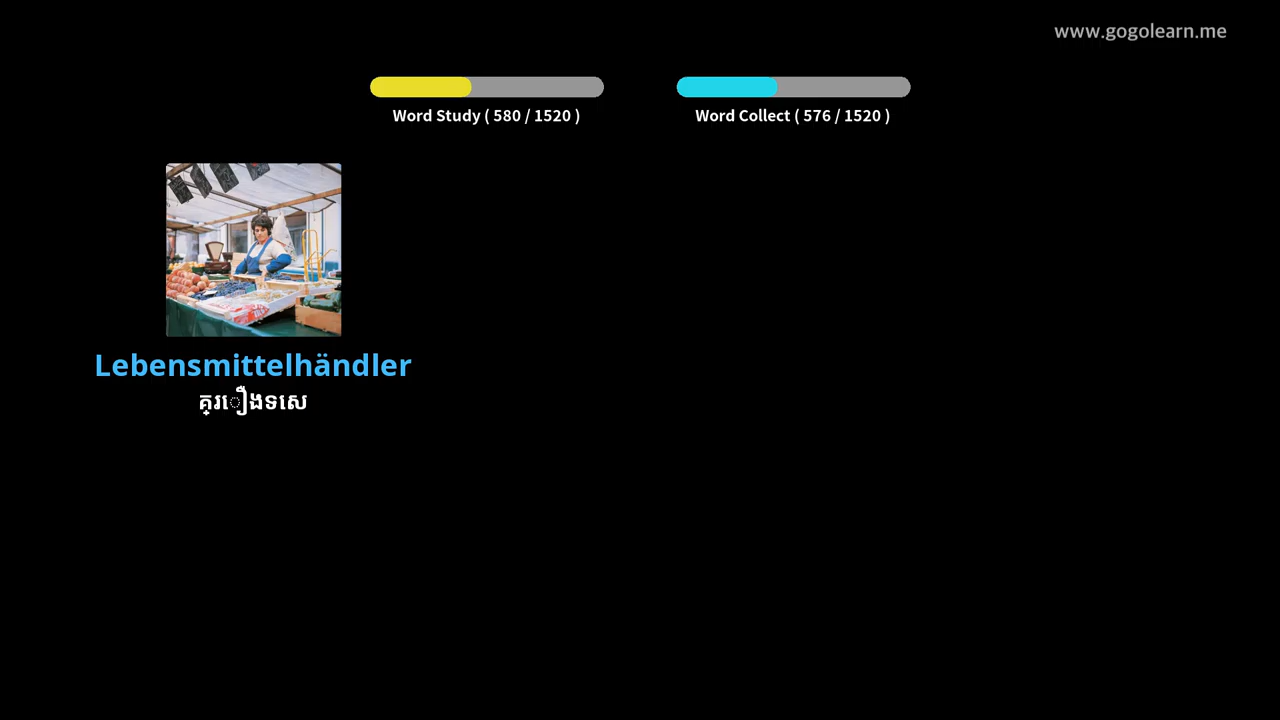 www.gogolearn.me
Word Study ( 580 / 1520 )
Word Collect ( 576 / 1520 )
Lebensmittelhändler
គ្រឿងទេស